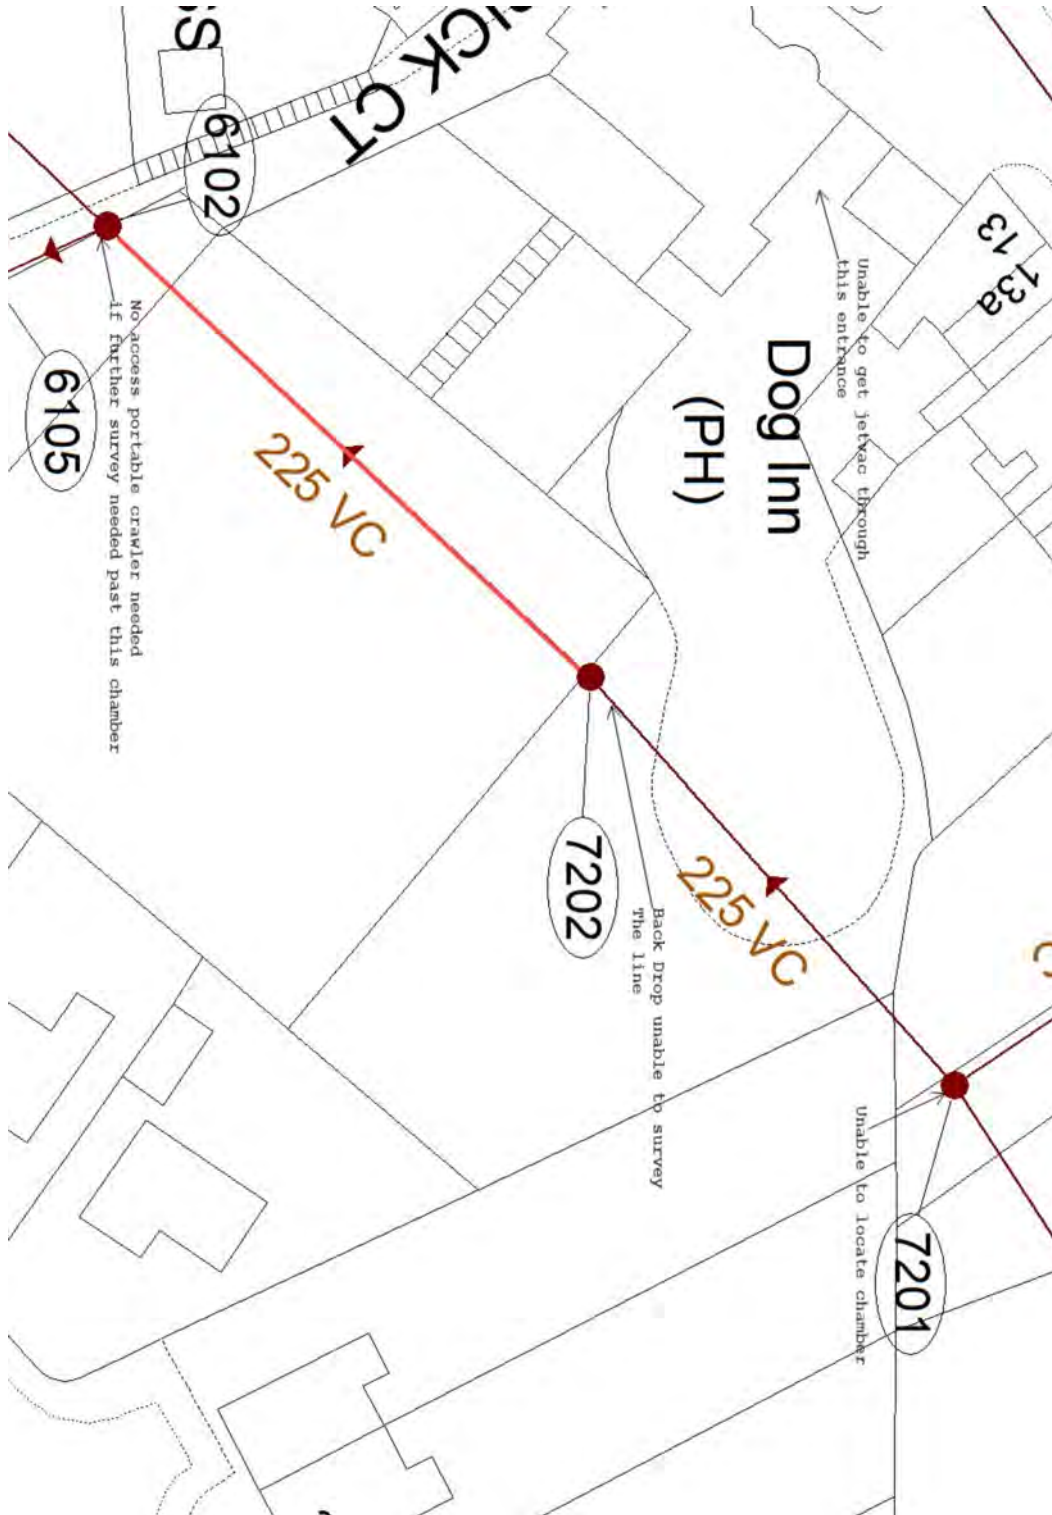 SS
ICK CT
6102
6105
No access portable crawler needed
if further survey needed past this chamber
225 VC
Unable to get jetvac through
this entrance
13
13a
Dog Inn
(PH)
7202
Back Drop unable to survey
The line
225 VC
Unable to locate chamber
7201